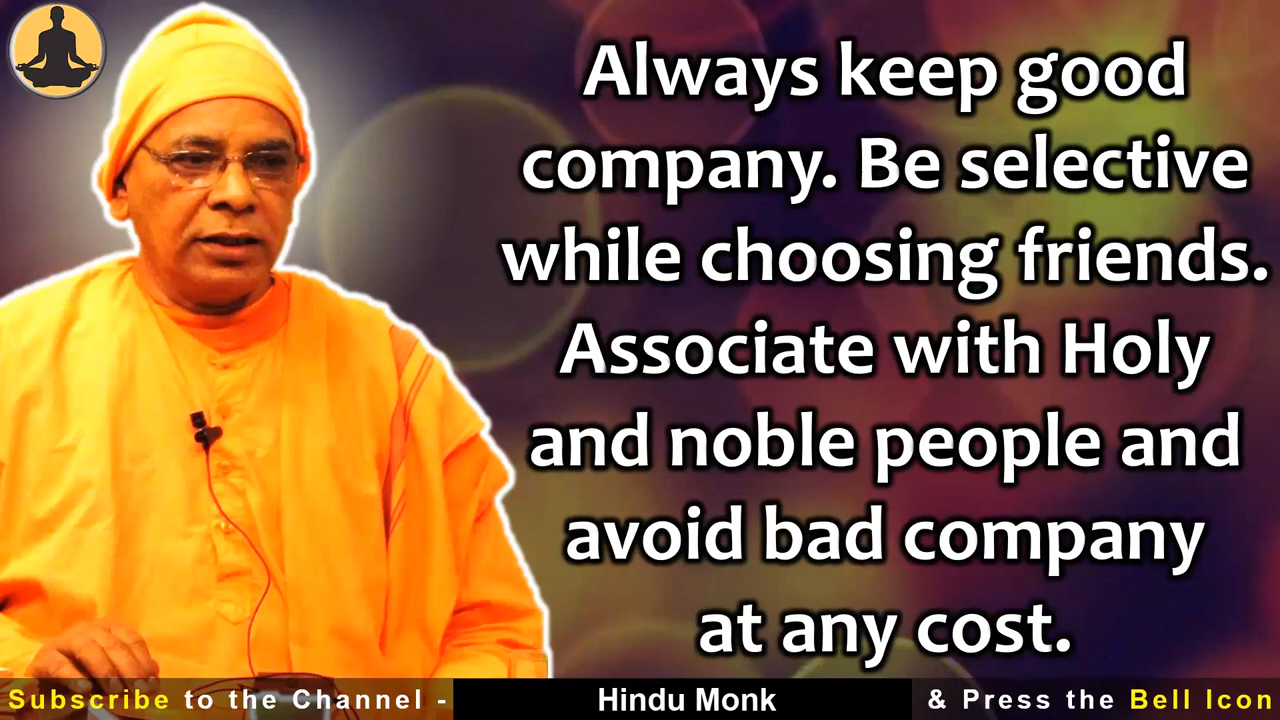 Always keep good
company. Be selective
while choosing friends.
Associate with Holy
and noble people and
avoid bad company
at any cost.
Subscribe to the Channel - Hindu Monk & Press the Bell Icon